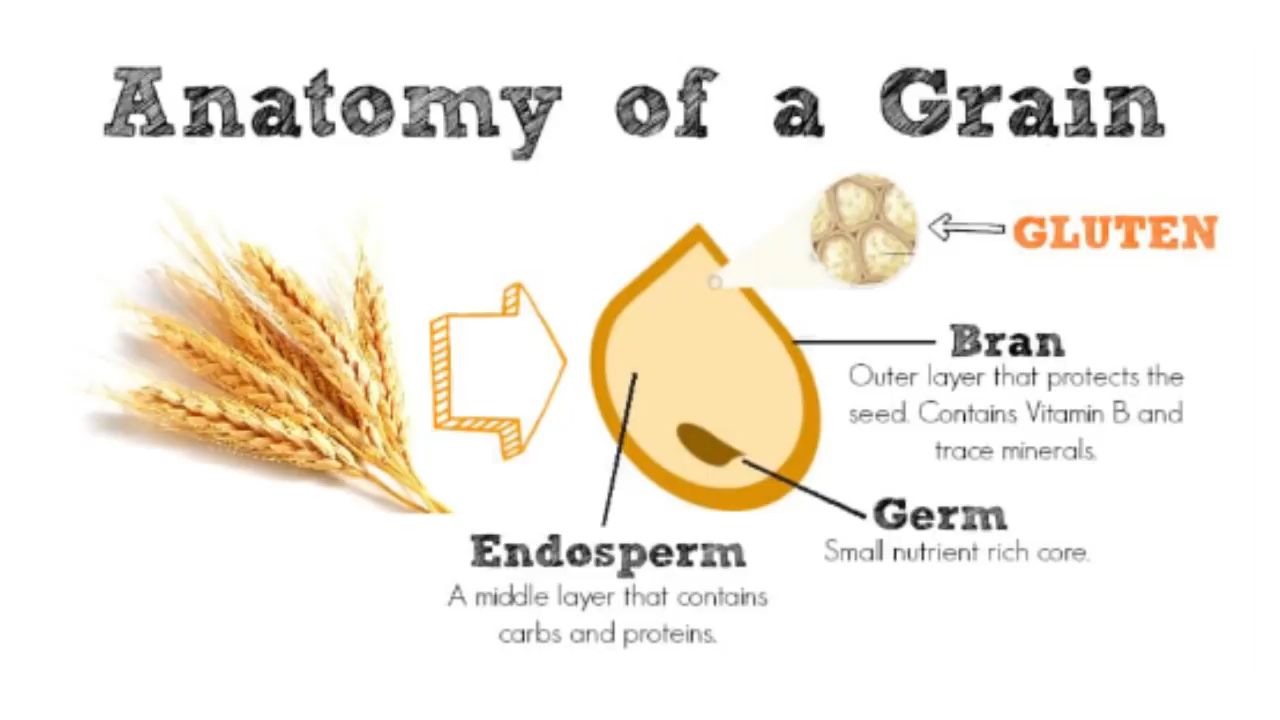 Anatomy of a Grain
GLUTEN
Bran
Outer layer that protects the
seed. Contains Vitamin B and
trace minerals.
Germ
Small nutrient rich core.
Endosperm
A middle layer that contains
carbs and proteins.